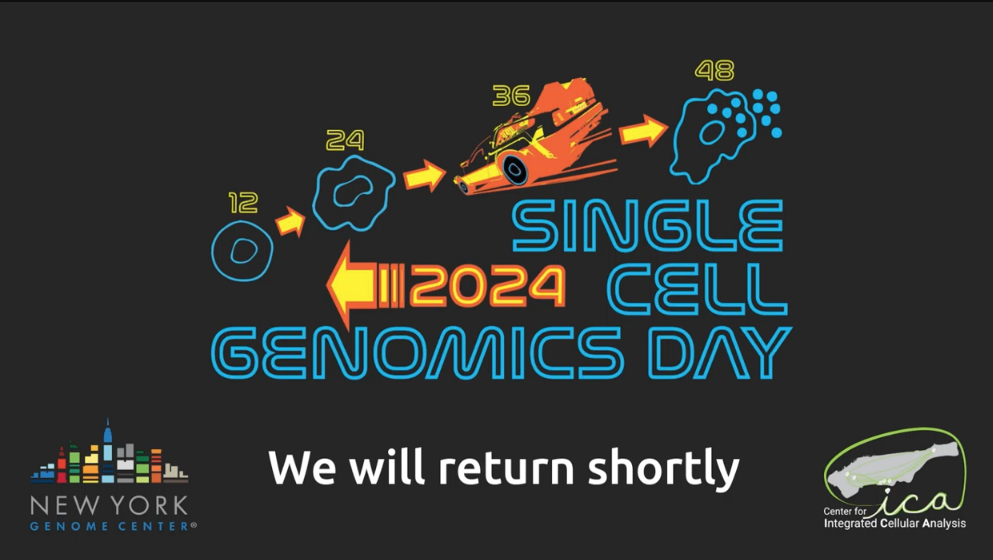 12
24
36
48
SINGLE
2024 CELL
GENOMICS DAY
We will return shortly
NEW YORK
GENOME CENTER®
ica
Center for
Integrated Cellular Analysis